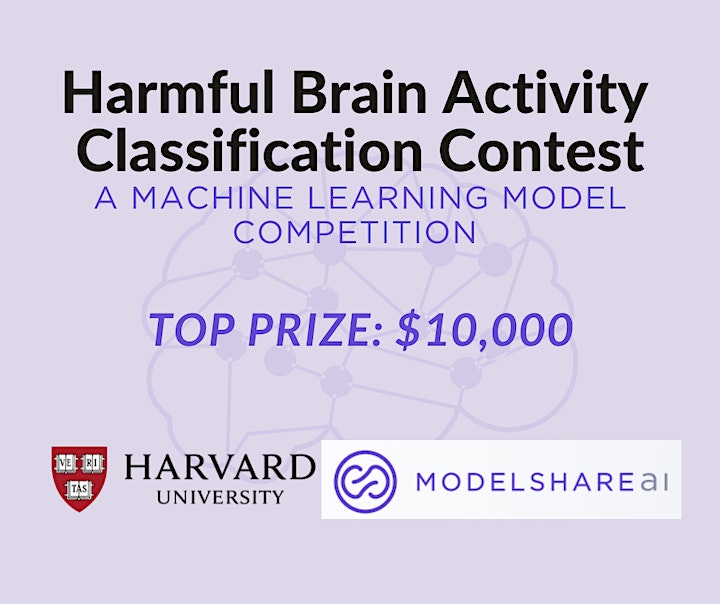 Harmful Brain Activity
Classification Contest
A MACHINE LEARNING MODEL
COMPETITION
TOP PRIZE: $10,000
VE RI
TAS
HARVARD
UNIVERSITY
MODELSHARE aI